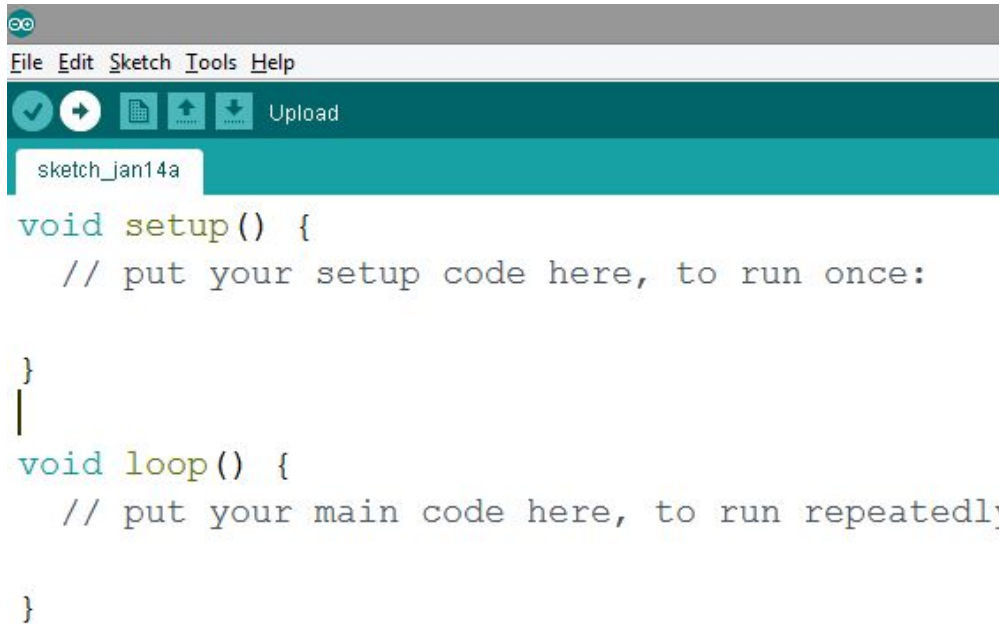 File Edit Sketch Tools Help
Upload
sketch_jan14a
void setup() {
// put your setup code here, to run once:
}
void loop() {
// put your main code here, to run repeatedly
}